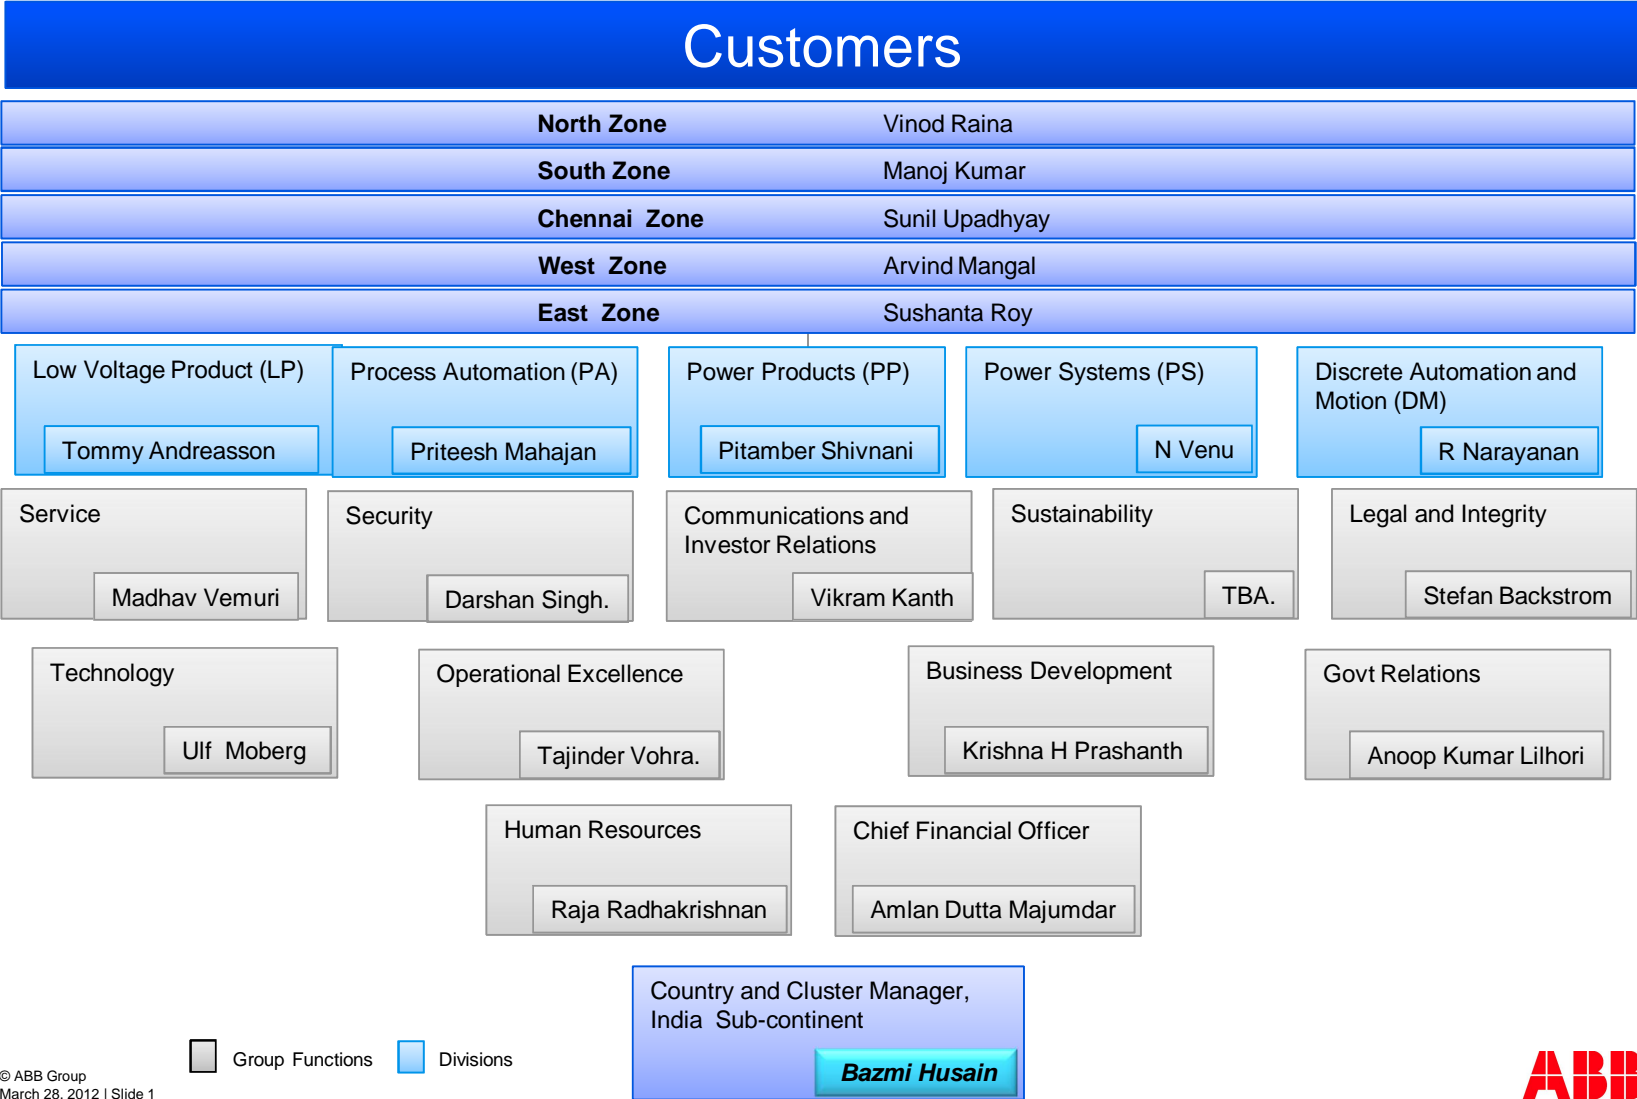 Customers
North Zone Vinod Raina
South Zone Manoj Kumar
Chennai Zone Sunil Upadhyay
West Zone Arvind Mangal
East Zone Sushanta Roy
Low Voltage Product (LP)
Tommy Andreasson
Process Automation (PA)
Priteesh Mahajan
Power Products (PP)
Pitamber Shivnani
Power Systems (PS)
N Venu
Discrete Automation and
Motion (DM)
R Narayanan
Service
Madhav Vemuri
Security
Darshan Singh.
Communications and
Investor Relations
Vikram Kanth
Sustainability
TBA.
Legal and Integrity
Stefan Backstrom
Technology
Ulf Moberg
Operational Excellence
Tajinder Vohra.
Business Development
Krishna H Prashanth
Govt Relations
Anoop Kumar Lilhori
Human Resources
Raja Radhakrishnan
Chief Financial Officer
Amlan Dutta Majumdar
Country and Cluster Manager,
India Sub-continent
Bazmi Husain
Group Functions
Divisions
© ABB Group
March 28, 2012 | Slide 1
ABB